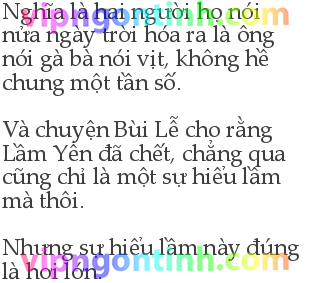 Nghĩa là hai người họ nói
nửa ngày trời hóa ra là ông
nói gà bà nói vịt, không hề
chung một tần số.
Và chuyện Bùi Lễ cho rằng
Lầm Yên đã chết, chẳng qua
cũng chỉ là một sự hiểu lầm
mà thôi.
Nhưng sự hiểu lầm này đúng
là hơi lớn.
vipngontinh.com
vipngontinh.com